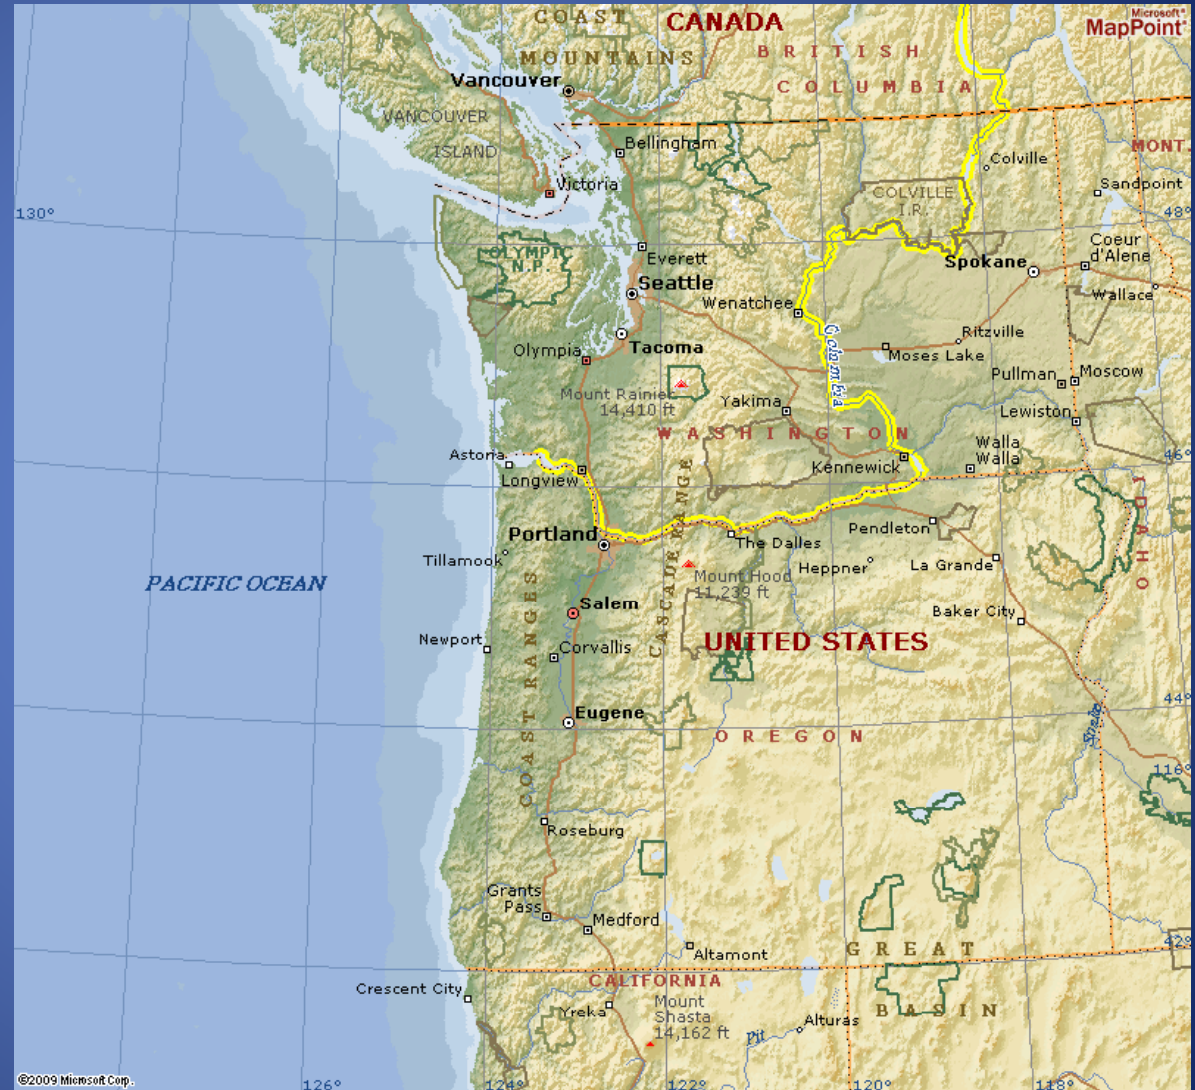 COAST
CANADA
Microsoft®
MapPoint®
MOUNTAINS
BRITISH
COLUMBIA
Vancouver
VANCOUVER
ISLAND
Bellingham
MONT.
Colville
Victoria
Sandpoint
COLVILLE
I.R.
130°
48°
OLYMPIC
N.P.
Everett
Spokane
Coeur
d'Alene
Seattle
Wenatchee
Wallace
Columbia
Ritzville
Olympia
Tacoma
Moses Lake
Pullman
Moscow
Mount Rainier
14,410 ft
Yakima
Lewiston
WASHINGTON
Walla
Walla
46°
Astoria
Kennewick
Longview
CASCADE RANGE
IDAHO
Portland
The Dalles
Pendleton
Tillamook
Heppner
La Grande
PACIFIC OCEAN
Mount Hood
11,239 ft
COAST RANGES
Salem
Baker City
Newport
Corvallis
UNITED STATES
44°
Eugene
Snake
OREGON
116°
Roseburg
Grants
Pass
Medford
Altamont
GREAT
42°
CALIFORNIA
Crescent City
Mount
Shasta
14,162 ft
Yreka
BASIN
Alturas
Pit
©2009 Microsoft Corp.
126°
124°
122°
120°
118°